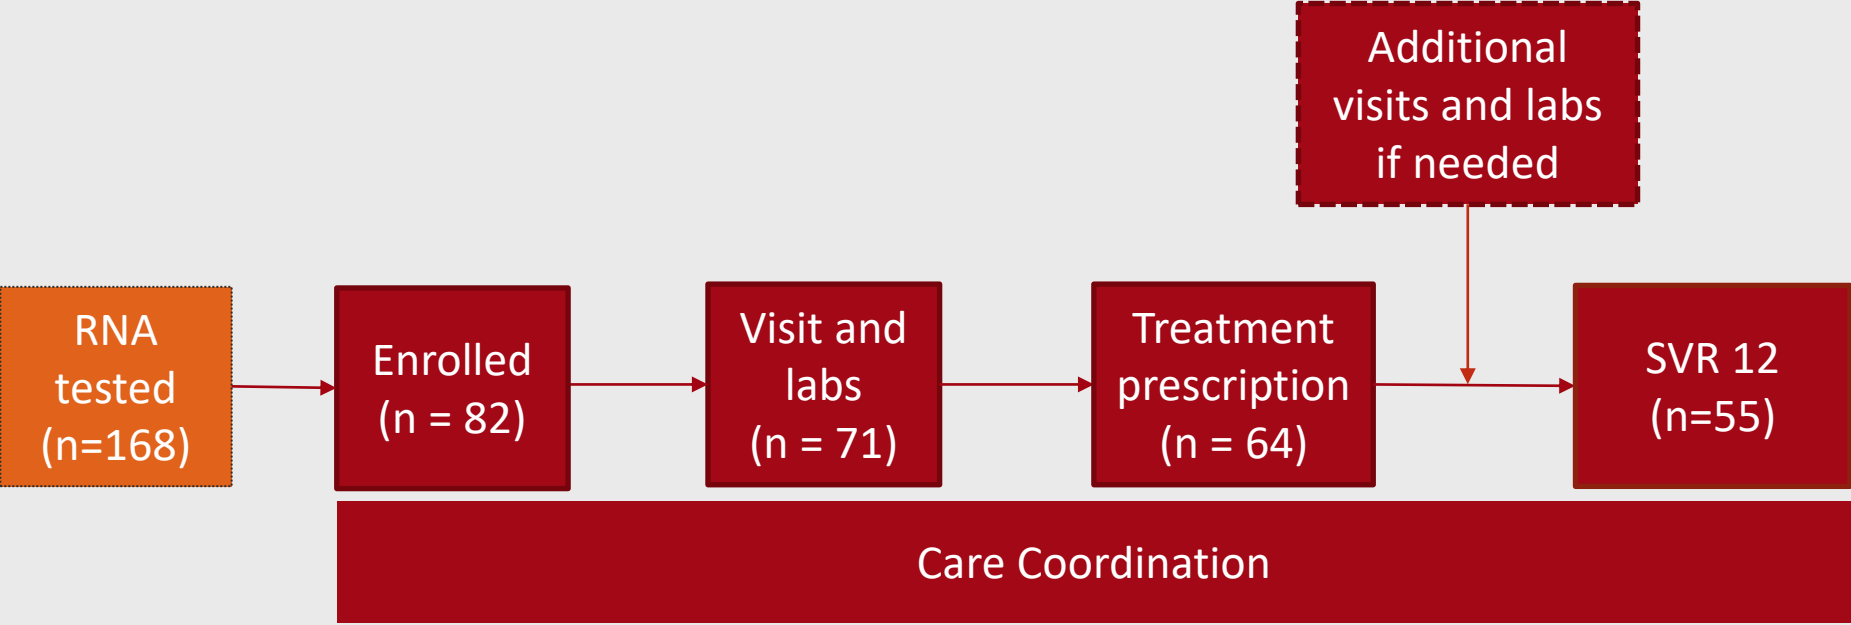 Additional
visits and labs
if needed
RNA
tested
(n=168)
Enrolled
(n = 82)
Visit and
labs
(n = 71)
Treatment
prescription
(n = 64)
SVR 12
(n=55)
Care Coordination